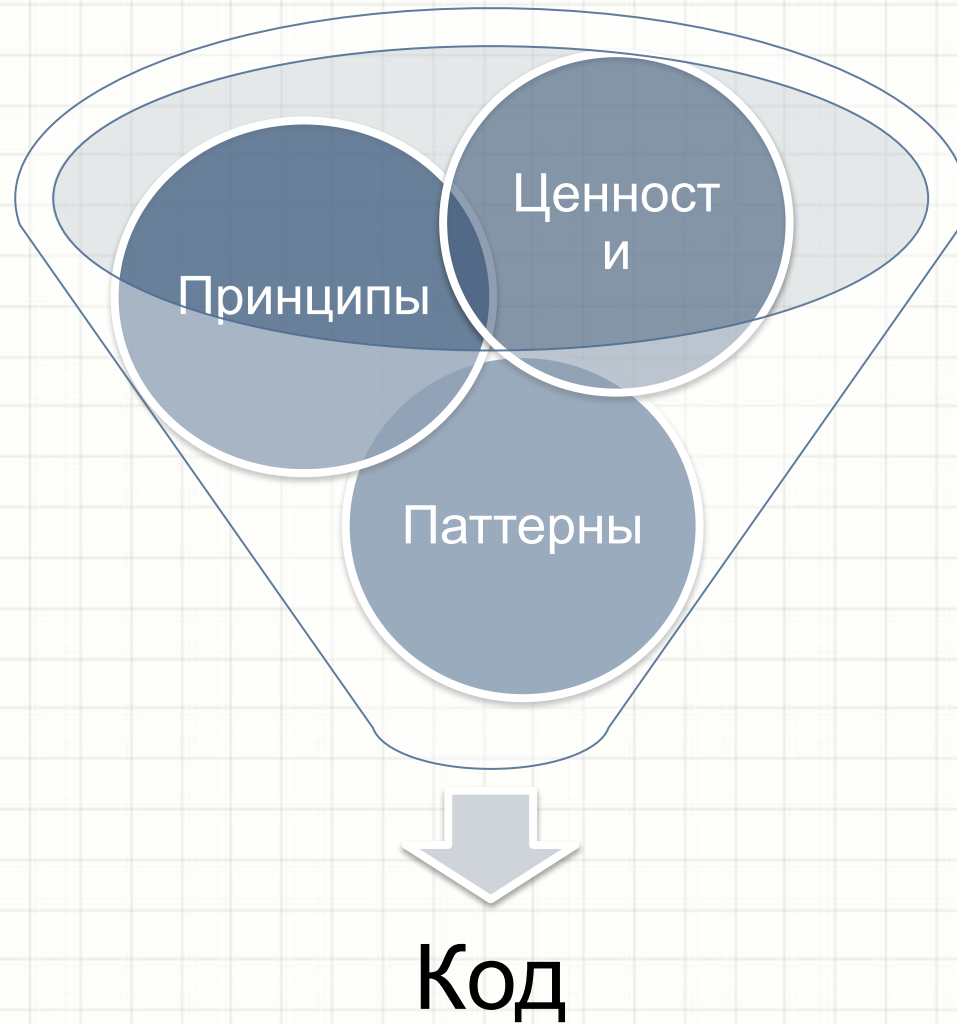 Ценност
и
Принципы
Паттерны
Код